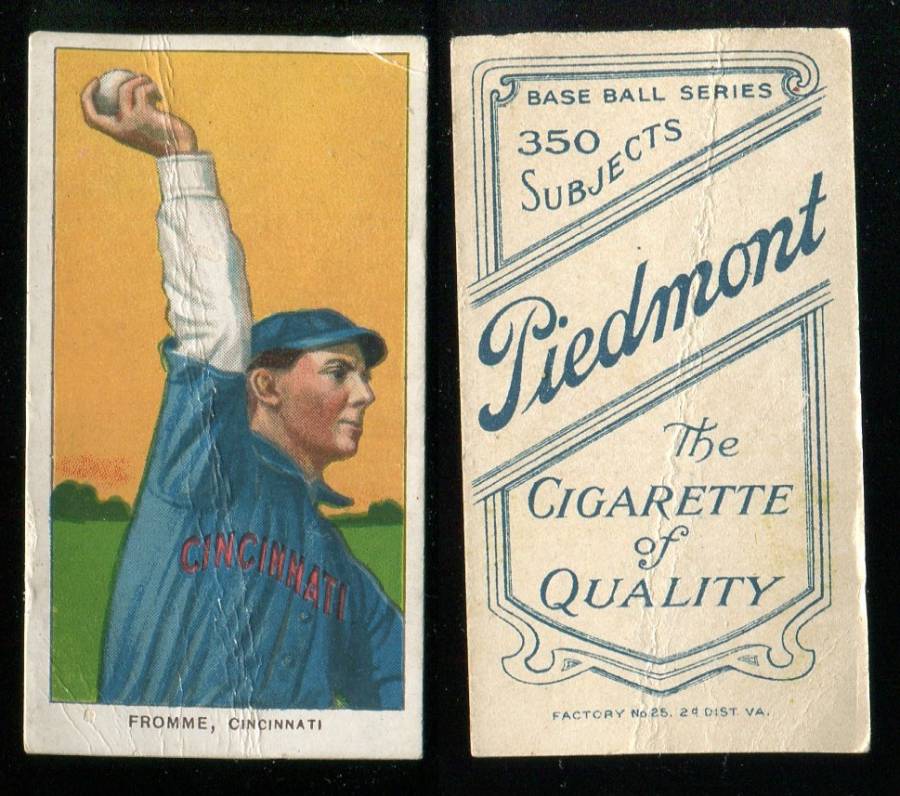 CINCINNATI
FROMME, CINCINNATI
BASE BALL SERIES
350
SUBJECTS
Piedmont
The
CIGARETTE
of
QUALITY
FACTORY No 25. 2d DIST. VA.